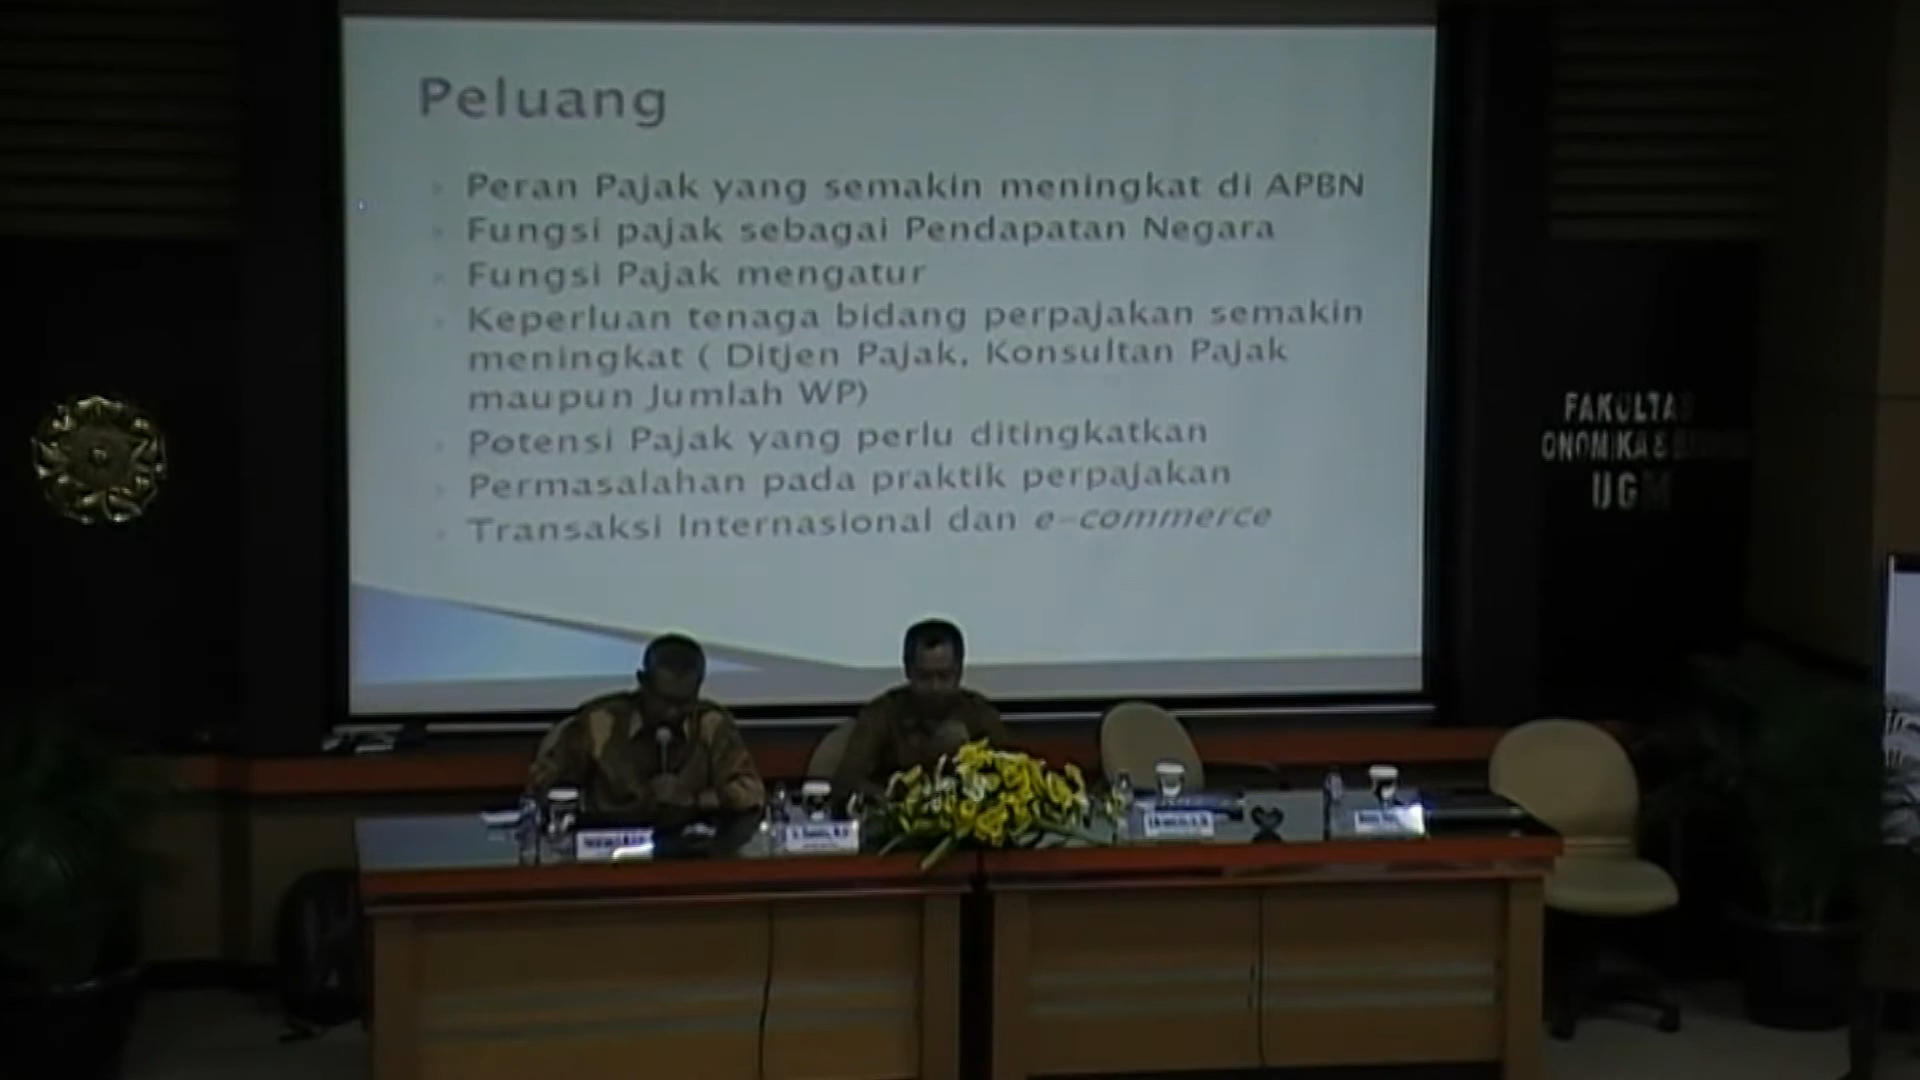 Peluang
Peran Pajak yang semakin meningkat di APBN
Fungsi pajak sebagai Pendapatan Negara
Fungsi Pajak mengatur
Keperluan tenaga bidang perpajakan semakin
meningkat ( Ditjen Pajak, Konsultan Pajak
maupun Jumlah WP)
Potensi Pajak yang perlu ditingkatkan
Permasalahan pada praktik perpajakan
Transaksi Internasional dan e-commerce
FAKULTAS
ONOMIKA &
UGM